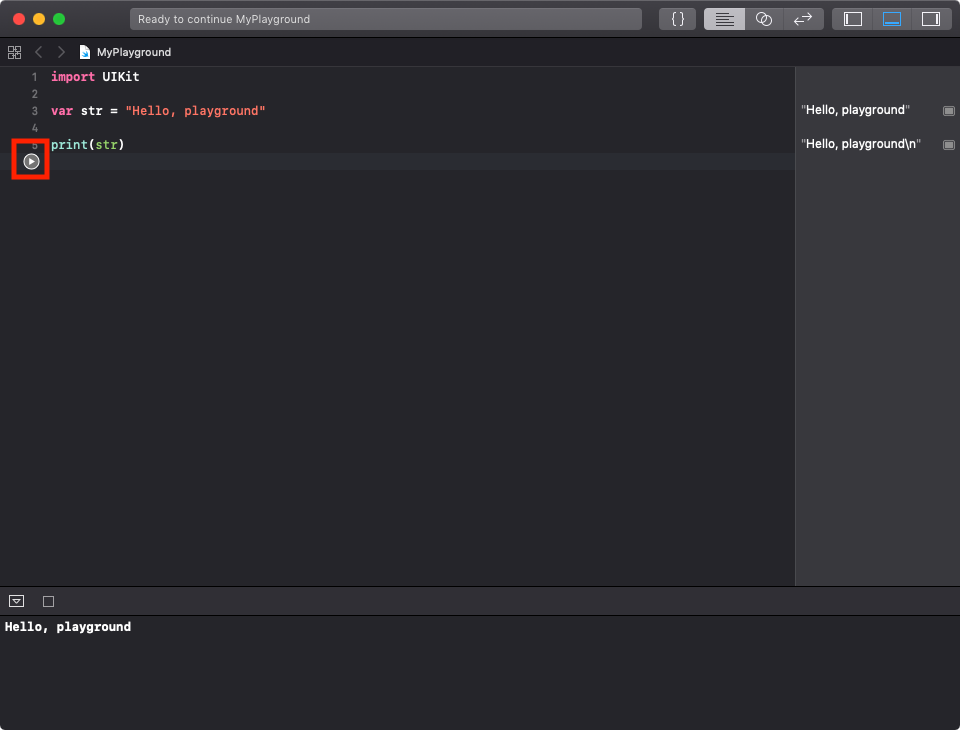 Ready to continue MyPlayground
{}
MyPlayground
1 import UIKit
2
3 var str = "Hello, playground"
"Hello, playground"
4
5 print(str)
"Hello, playground\n"
Hello, playground